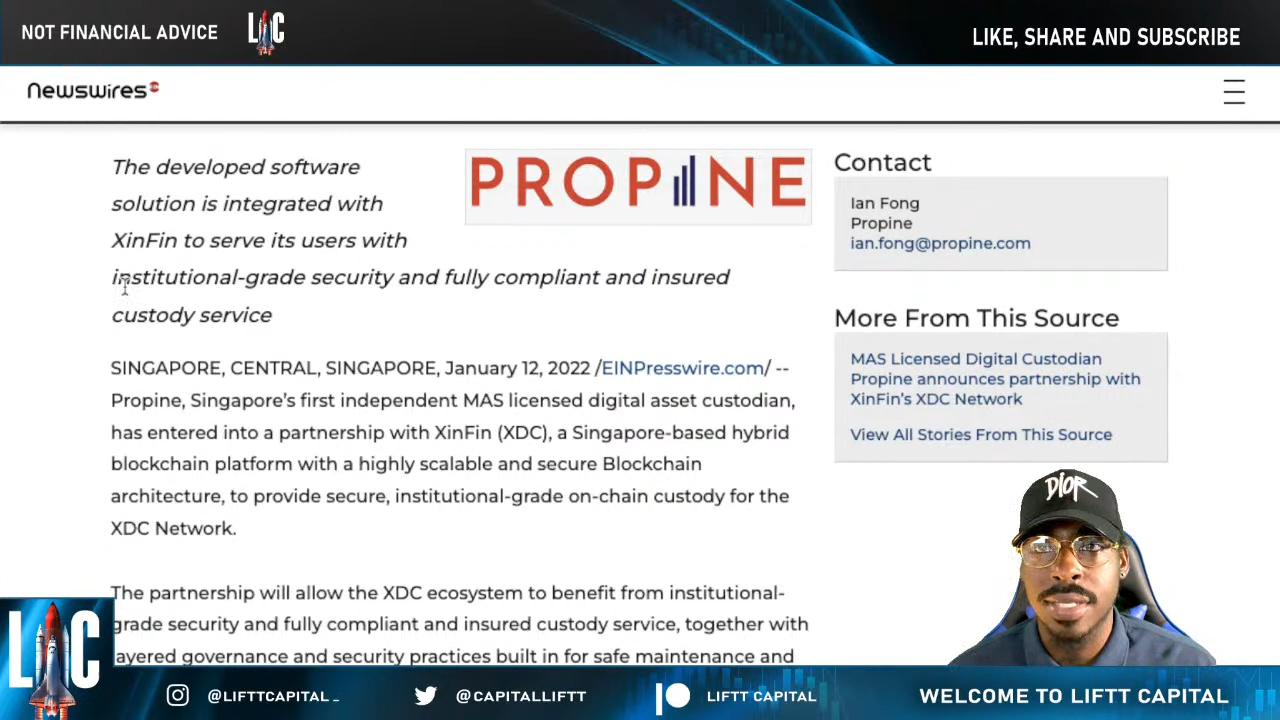 NOT FINANCIAL ADVICE
LC
LIKE, SHARE AND SUBSCRIBE
Newswires
The developed software
solution is integrated with
XinFin to serve its users with
institutional-grade security and fully compliant and insured
custody service
PROPINE
SINGAPORE, CENTRAL, SINGAPORE, January 12, 2022 /EINPresswire.com/ --
Propine, Singapore's first independent MAS licensed digital asset custodian,
has entered into a partnership with XinFin (XDC), a Singapore-based hybrid
blockchain platform with a highly scalable and secure Blockchain
architecture, to provide secure, institutional-grade on-chain custody for the
XDC Network.
The partnership will allow the XDC ecosystem to benefit from institutional-
grade security and fully compliant and insured custody service, together with
layered governance and security practices built in for safe maintenance and
Contact
Ian Fong
Propine
ian.fong@propine.com
More From This Source
MAS Licensed Digital Custodian
Propine announces partnership with
XinFin's XDC Network
View All Stories From This Source
DIOR
LC
@LIFTTCAPITAL_
@CAPITALLIFTT
LIFTT CAPITAL
WELCOME TO LIFTT CAPITAL